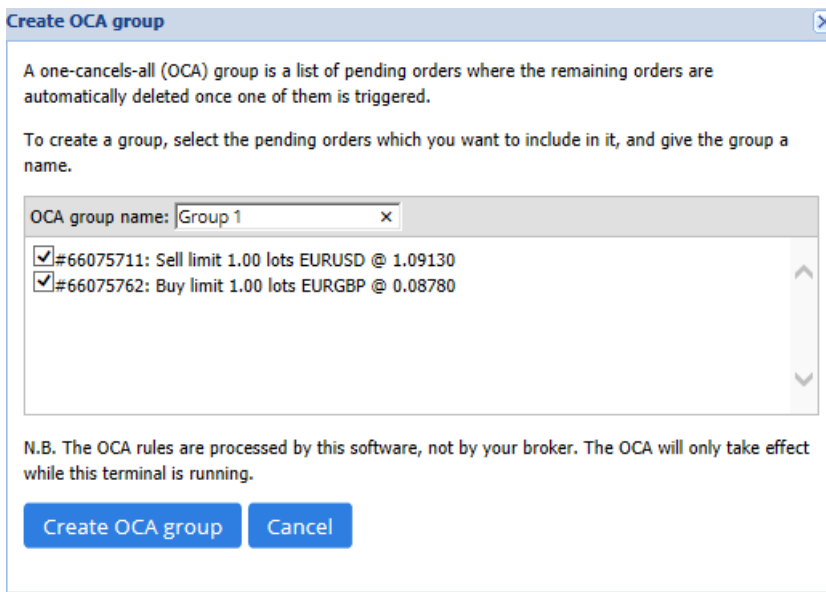 Create OCA group
A one-cancels-all (OCA) group is a list of pending orders where the remaining orders are
automatically deleted once one of them is triggered.
To create a group, select the pending orders which you want to include in it, and give the group a
name.
OCA group name: Group 1
#66075711: Sell limit 1.00 lots EURUSD @ 1.09130
#66075762: Buy limit 1.00 lots EURGBP @ 0.08780
N.B. The OCA rules are processed by this software, not by your broker. The OCA will only take effect
while this terminal is running.
Create OCA group Cancel